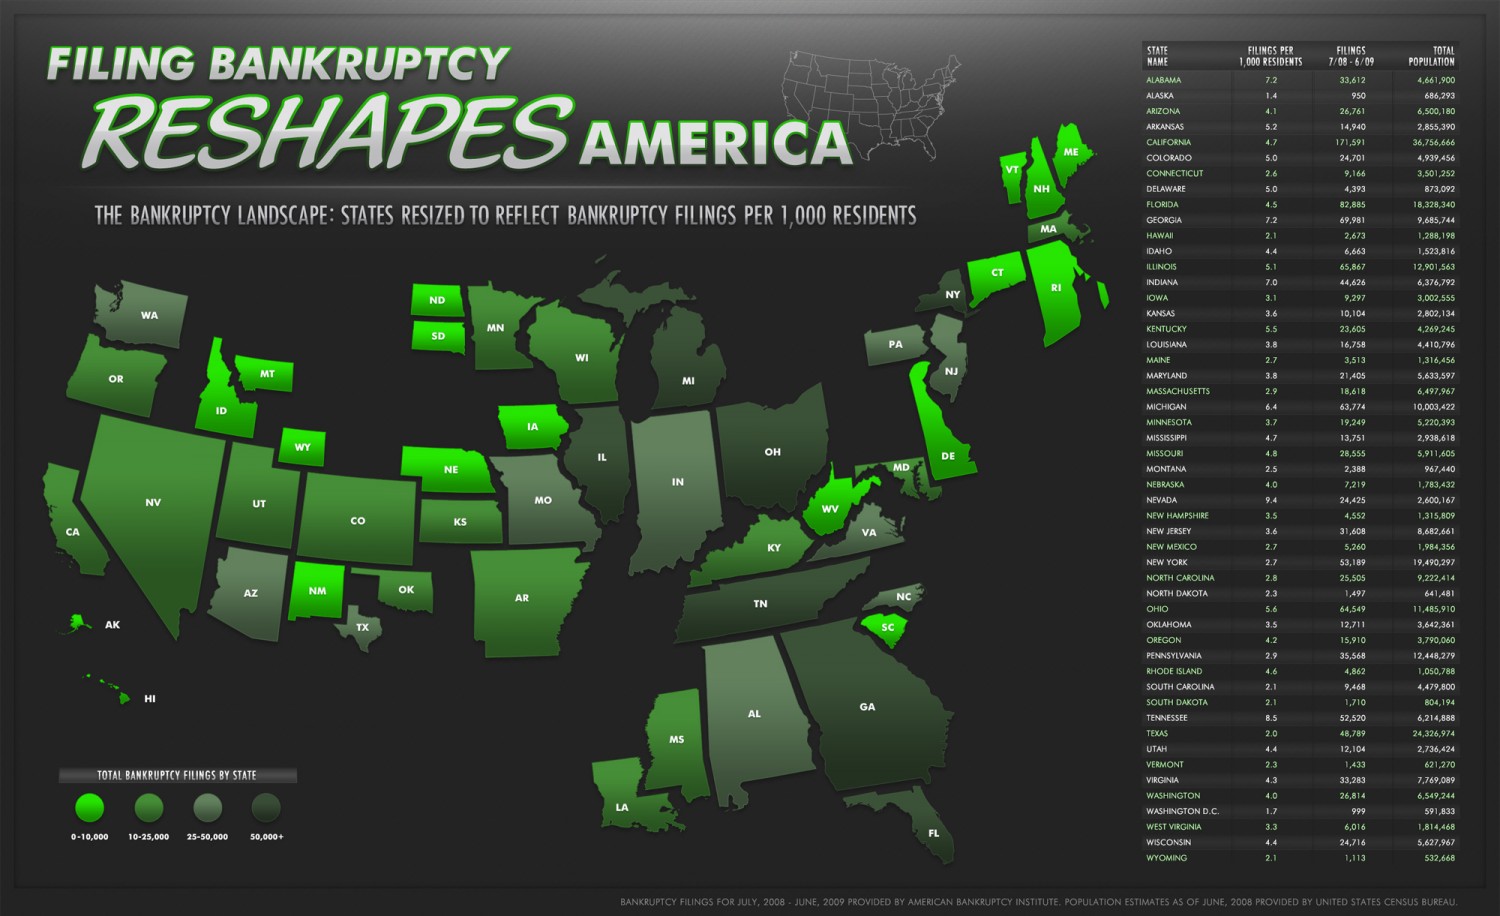 FILING BANKRUPTCY
RESHAPES AMERICA
THE BANKRUPTCY LANDSCAPE: STATES RESIZED TO REFLECT BANKRUPTCY FILINGS PER 1,000 RESIDENTS
ME
VT
NH
MA
CT
RI
NY
WA
ND
SD
MN
WI
PA
NJ
MI
OR
MT
ID
IA
WY
NE
IL
OH
IN
DE
MD
NV
UT
CO
KS
MO
WV
VA
CA
KY
AZ
NM
OK
AR
TN
NC
SC
TX
AK
HI
MS
AL
GA
LA
FL
TOTAL BANKRUPTCY FILINGS BY STATE
0-10,000 10-25,000 25-50,000 50,000+
STATE NAME FILINGS PER 1,000 RESIDENTS FILINGS 7/08 - 6/09 TOTAL POPULATION
ALABAMA 7.2 33,612 4,661,900
ALASKA 1.4 950 686,293
ARIZONA 4.1 26,761 6,500,180
ARKANSAS 5.2 14,940 2,855,390
CALIFORNIA 4.7 171,591 36,756,666
COLORADO 5.0 24,701 4,939,456
CONNECTICUT 2.6 9,166 3,501,252
DELAWARE 5.0 4,393 873,092
FLORIDA 4.5 82,885 18,328,340
GEORGIA 7.2 69,981 9,685,744
HAWAII 2.1 2,673 1,288,198
IDAHO 4.4 6,663 1,523,816
ILLINOIS 5.1 65,867 12,901,563
INDIANA 7.0 44,626 6,376,792
IOWA 3.1 9,297 3,002,555
KANSAS 3.6 10,104 2,802,134
KENTUCKY 5.5 23,605 4,269,245
LOUISIANA 3.8 16,758 4,410,796
MAINE 2.7 3,513 1,316,456
MARYLAND 3.8 21,405 5,633,597
MASSACHUSETTS 2.9 18,618 6,497,967
MICHIGAN 6.4 63,774 10,003,422
MINNESOTA 3.7 19,249 5,220,393
MISSISSIPPI 4.7 13,751 2,938,618
MISSOURI 4.8 28,555 5,911,605
MONTANA 2.5 2,388 967,440
NEBRASKA 4.0 7,219 1,783,432
NEVADA 9.4 24,425 2,600,167
NEW HAMPSHIRE 3.5 4,552 1,315,809
NEW JERSEY 3.6 31,608 8,682,661
NEW MEXICO 2.7 5,260 1,984,356
NEW YORK 2.7 53,189 19,490,297
NORTH CAROLINA 2.8 25,505 9,222,414
NORTH DAKOTA 2.3 1,497 641,481
OHIO 5.6 64,549 11,485,910
OKLAHOMA 3.5 12,711 3,642,361
OREGON 4.2 15,910 3,790,060
PENNSYLVANIA 2.9 35,568 12,448,279
RHODE ISLAND 4.6 4,862 1,050,788
SOUTH CAROLINA 2.1 9,468 4,479,800
SOUTH DAKOTA 2.1 1,710 804,194
TENNESSEE 8.5 52,520 6,214,888
TEXAS 2.0 48,789 24,326,974
UTAH 4.4 12,104 2,736,424
VERMONT 2.3 1,433 621,270
VIRGINIA 4.3 33,283 7,769,089
WASHINGTON 4.0 26,814 6,549,244
WASHINGTON D.C. 1.7 999 591,833
WEST VIRGINIA 3.3 6,016 1,814,468
WISCONSIN 4.4 24,716 5,627,967
WYOMING 2.1 1,113 532,668
BANKRUPTCY FILINGS FOR JULY, 2008 - JUNE, 2009 PROVIDED BY AMERICAN BANKRUPTCY INSTITUTE. POPULATION ESTIMATES AS OF JUNE, 2008 PROVIDED BY UNITED STATES CENSUS BUREAU.